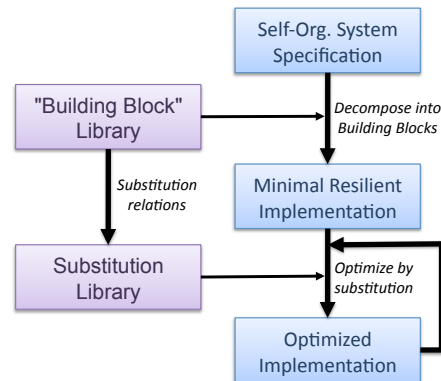 Self-Org. System
Specification
"Building Block"
Library
Decompose into
Building Blocks
Substitution
relations
Minimal Resilient
Implementation
Substitution
Library
Optimize by
substitution
Optimized
Implementation